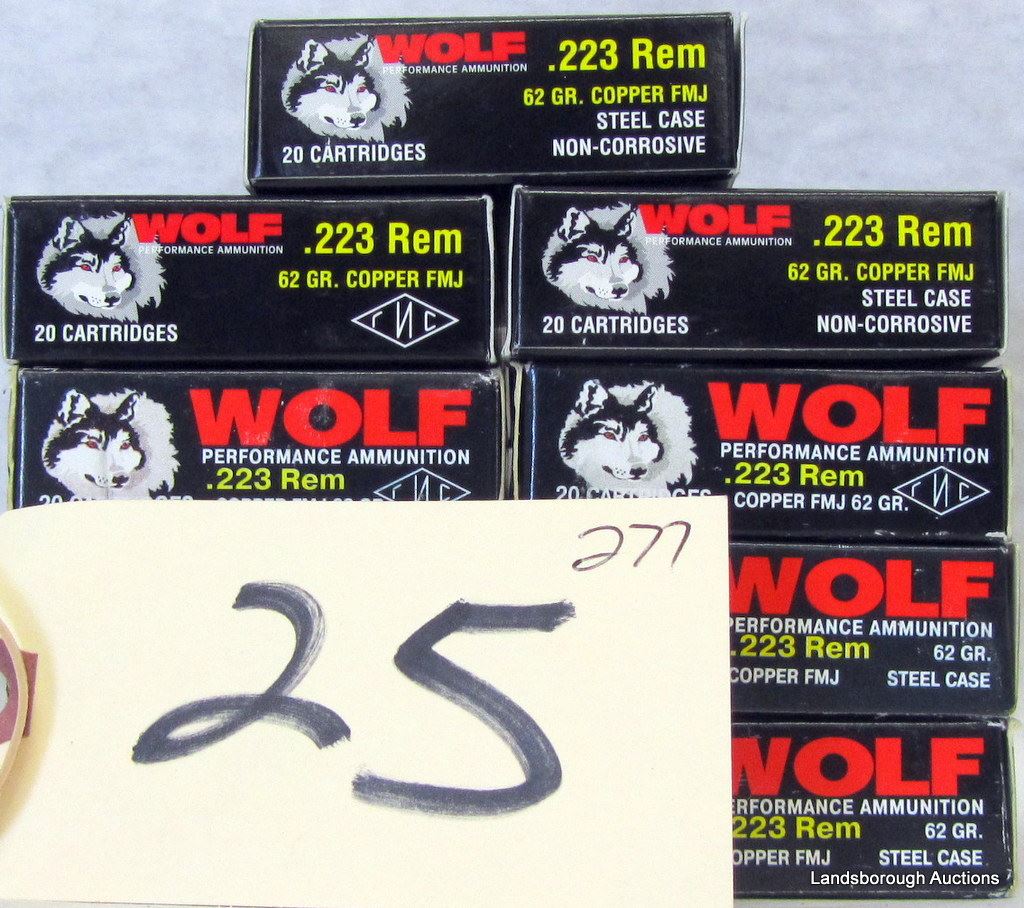 WOLF
PERFORMANCE AMMUNITION
.223 Rem
62 GR. COPPER FMJ
STEEL CASE
NON-CORROSIVE
20 CARTRIDGES
WOLF
PERFORMANCE AMMUNITION
.223 Rem
62 GR. COPPER FMJ
20 CARTRIDGES
ГИС
WOLF
PERFORMANCE AMMUNITION
.223 Rem
62 GR. COPPER FMJ
STEEL CASE
NON-CORROSIVE
20 CARTRIDGES
WOLF
PERFORMANCE AMMUNITION
.223 Rem
ГИС
WOLF
PERFORMANCE AMMUNITION
.223 Rem
20 CARTRIDGES
COPPER FMJ 62 GR.
ГИС
277
25
WOLF
PERFORMANCE AMMUNITION
.223 Rem 62 GR.
COPPER FMJ STEEL CASE
WOLF
ERFORMANCE AMMUNITION
223 Rem 62 GR.
OPPER FMJ STEEL CASE
Landsborough Auctions